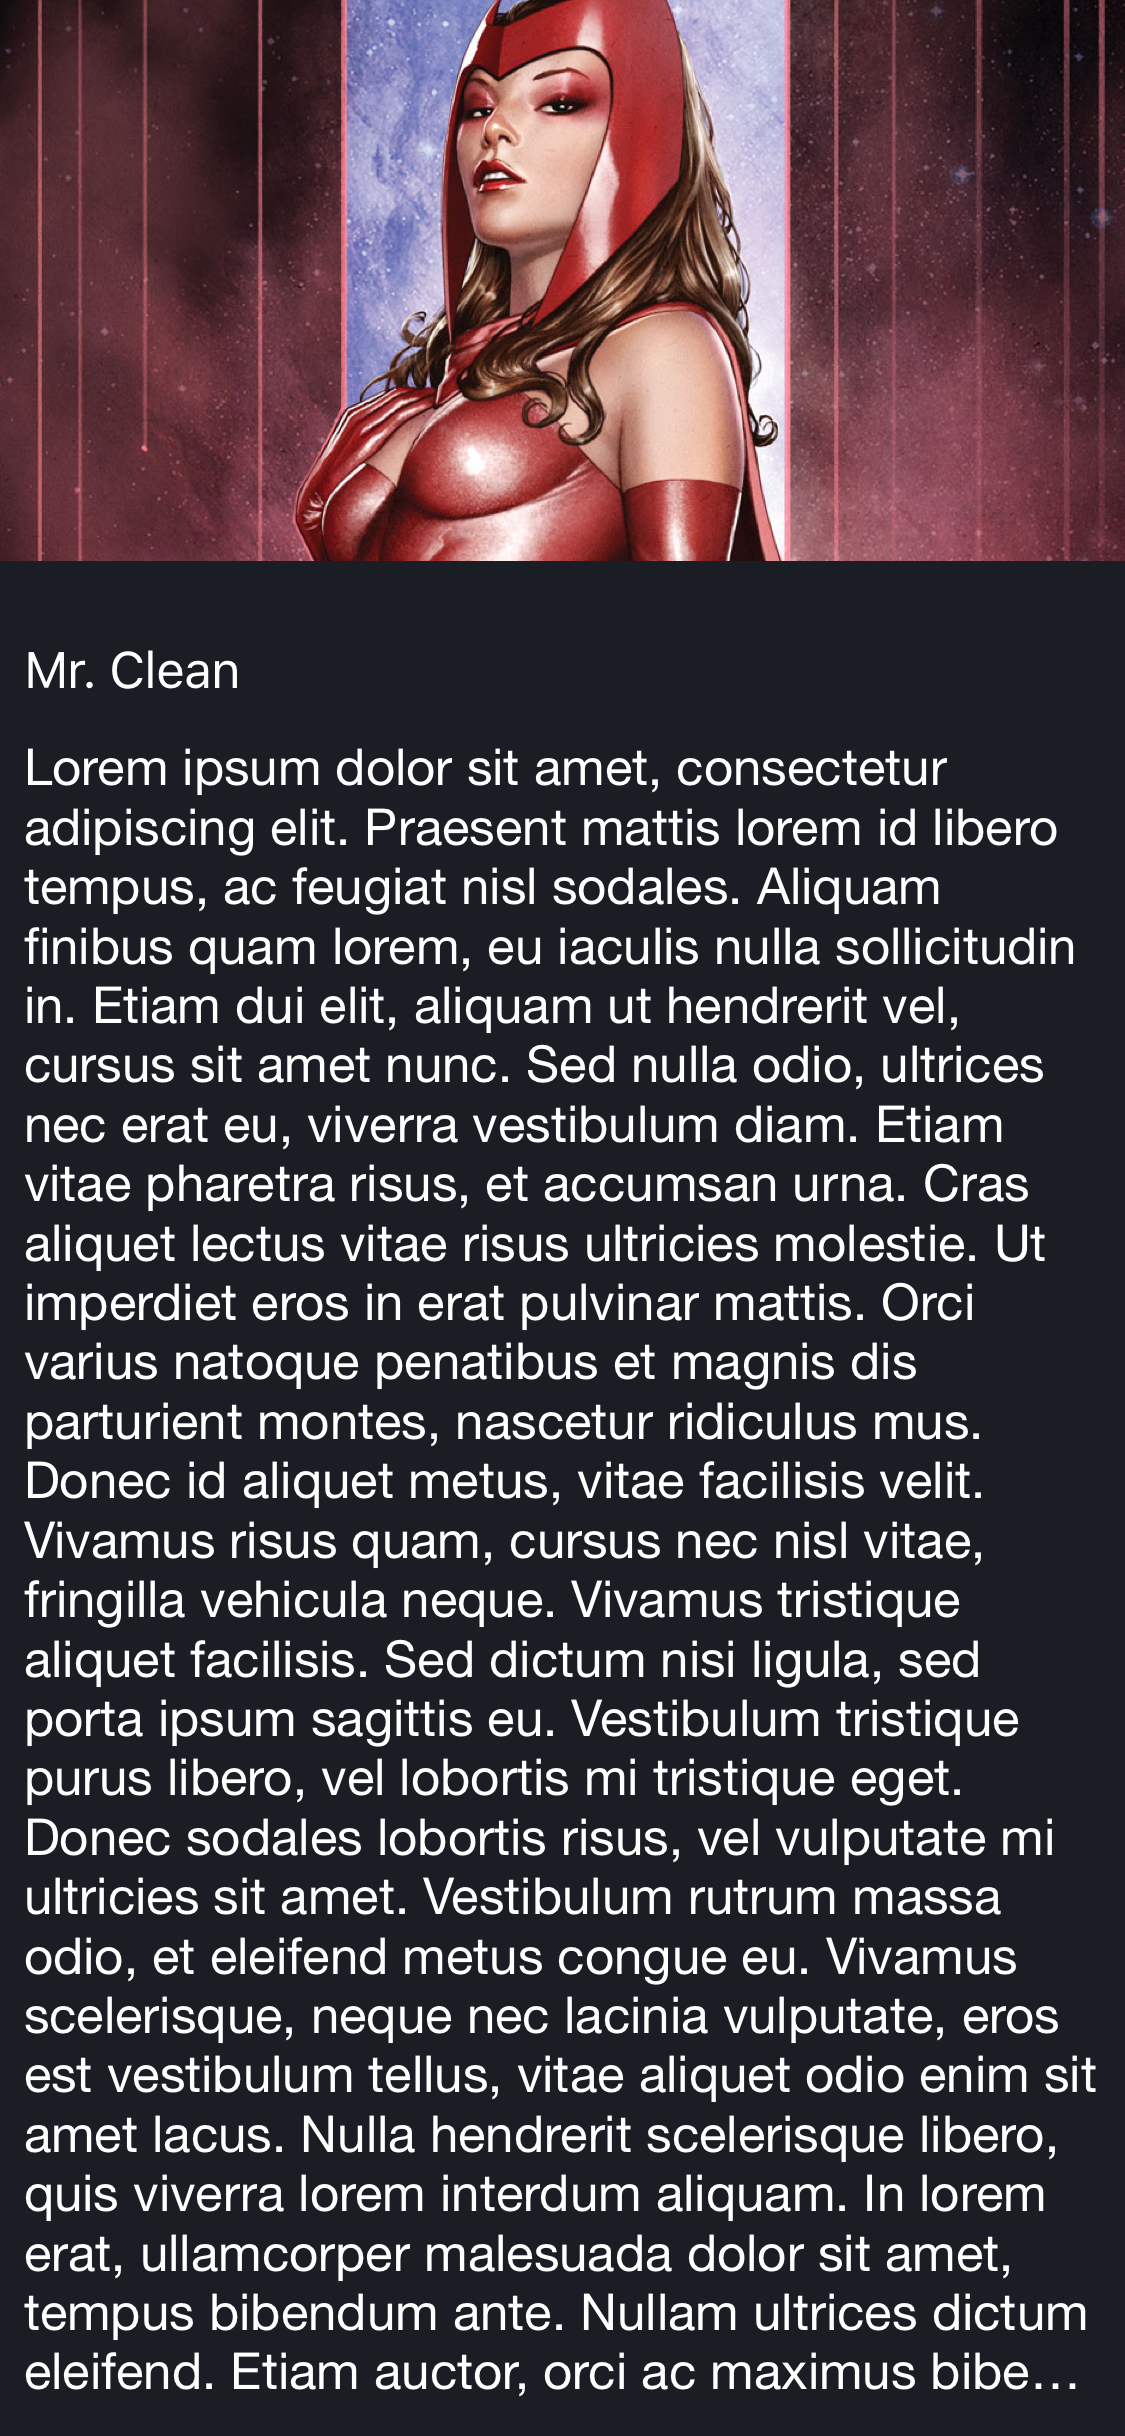 Mr. Clean
Lorem ipsum dolor sit amet, consectetur
adipiscing elit. Praesent mattis lorem id libero
tempus, ac feugiat nisl sodales. Aliquam
finibus quam lorem, eu iaculis nulla sollicitudin
in. Etiam dui elit, aliquam ut hendrerit vel,
cursus sit amet nunc. Sed nulla odio, ultrices
nec erat eu, viverra vestibulum diam. Etiam
vitae pharetra risus, et accumsan urna. Cras
aliquet lectus vitae risus ultricies molestie. Ut
imperdiet eros in erat pulvinar mattis. Orci
varius natoque penatibus et magnis dis
parturient montes, nascetur ridiculus mus.
Donec id aliquet metus, vitae facilisis velit.
Vivamus risus quam, cursus nec nisl vitae,
fringilla vehicula neque. Vivamus tristique
aliquet facilisis. Sed dictum nisi ligula, sed
porta ipsum sagittis eu. Vestibulum tristique
purus libero, vel lobortis mi tristique eget.
Donec sodales lobortis risus, vel vulputate mi
ultricies sit amet. Vestibulum rutrum massa
odio, et eleifend metus congue eu. Vivamus
scelerisque, neque nec lacinia vulputate, eros
est vestibulum tellus, vitae aliquet odio enim sit
amet lacus. Nulla hendrerit scelerisque libero,
quis viverra lorem interdum aliquam. In lorem
erat, ullamcorper malesuada dolor sit amet,
tempus bibendum ante. Nullam ultrices dictum
eleifend. Etiam auctor, orci ac maximus bibe…